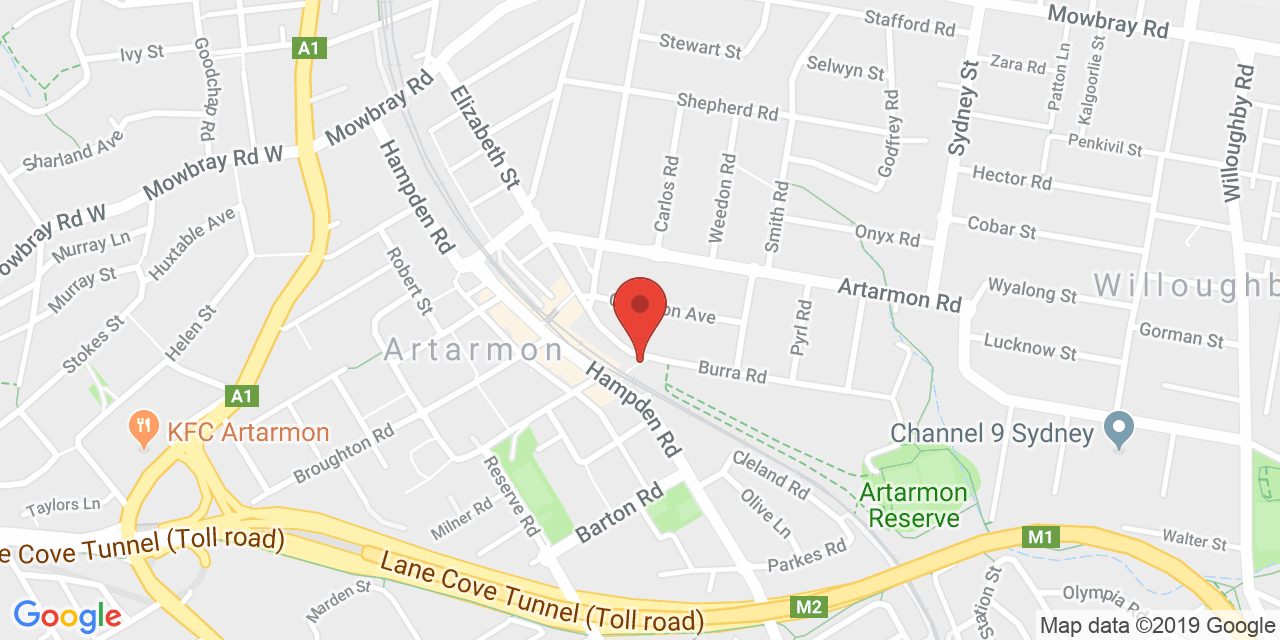 Mowbray Rd
Stafford Rd
Stewart St
Ivy St
A1
Goodchap Rd
Selwyn St
Zara Rd
Patton Ln
Kalgoorlie St
Sydney St
Willoughby Rd
Mowbray Rd
Elizabeth St
Shepherd Rd
Godfrey Rd
Penkivil St
Sharland Ave
Mowbray Rd W
Hampden Rd
Carlos Rd
Weedon Rd
Smith Rd
Hector Rd
Mowbray Rd W
Murray Ln
Huxtable Ave
Onyx Rd
Cobar St
Murray St
Robert St
Artarmon Rd
Wyalong St
Willoughb
Stokes St
Helen St
on Ave
Pyrl Rd
Gorman St
Artarmon
Lucknow St
Hampden Rd
Burra Rd
A1
KFC Artarmon
Broughton Rd
Channel 9 Sydney
Cleland Rd
Reserve Rd
Milner Rd
Barton Rd
Olive Ln
Artarmon
Reserve
Taylors Ln
Cove Tunnel (Toll road)
Lane Cove Tunnel (Toll road)
Parkes Rd
M1
Walter St
Marden St
M2
Station St
Olympia Rd
Google
Map data ©2019 Google